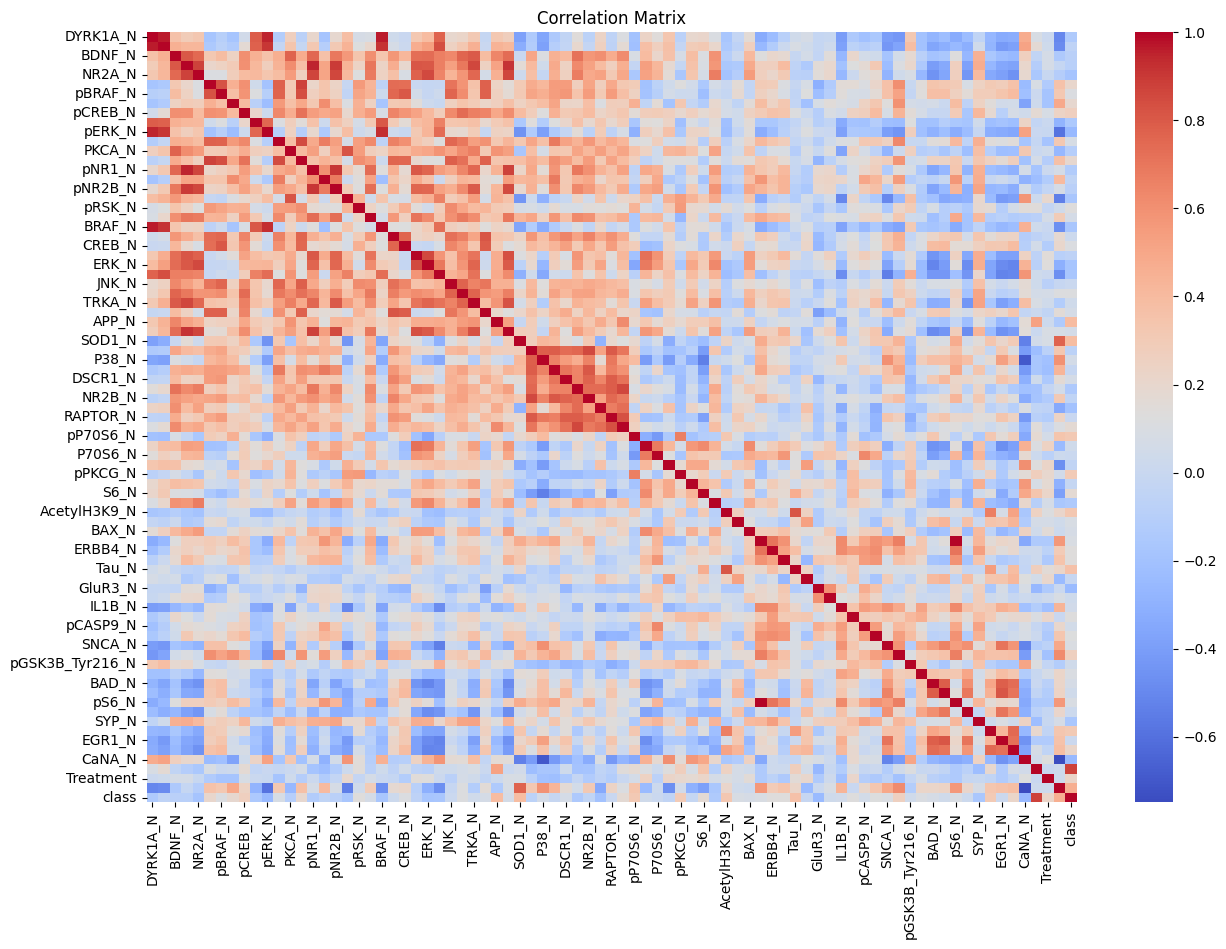 Correlation Matrix
DYRK1A_N
BDNF_N
NR2A_N
pBRAF_N
pCREB_N
pERK_N
PKCA_N
pNR1_N
pNR2B_N
pRSK_N
BRAF_N
CREB_N
ERK_N
JNK_N
TRKA_N
APP_N
SOD1_N
P38_N
DSCR1_N
NR2B_N
RAPTOR_N
pP70S6_N
P70S6_N
pPKCG_N
S6_N
AcetylH3K9_N
BAX_N
ERBB4_N
Tau_N
GluR3_N
IL1B_N
pCASP9_N
SNCA_N
pGSK3B_Tyr216_N
BAD_N
pS6_N
SYP_N
EGR1_N
CaNA_N
Treatment
class
DYRK1A_N
BDNF_N
NR2A_N
pBRAF_N
pCREB_N
pERK_N
PKCA_N
pNR1_N
pNR2B_N
pRSK_N
BRAF_N
CREB_N
ERK_N
JNK_N
TRKA_N
APP_N
SOD1_N
P38_N
DSCR1_N
NR2B_N
RAPTOR_N
pP70S6_N
P70S6_N
pPKCG_N
S6_N
AcetylH3K9_N
BAX_N
ERBB4_N
Tau_N
GluR3_N
IL1B_N
pCASP9_N
SNCA_N
pGSK3B_Tyr216_N
BAD_N
pS6_N
SYP_N
EGR1_N
CaNA_N
Treatment
class
1.0
0.8
0.6
0.4
0.2
0.0
−0.2
−0.4
−0.6